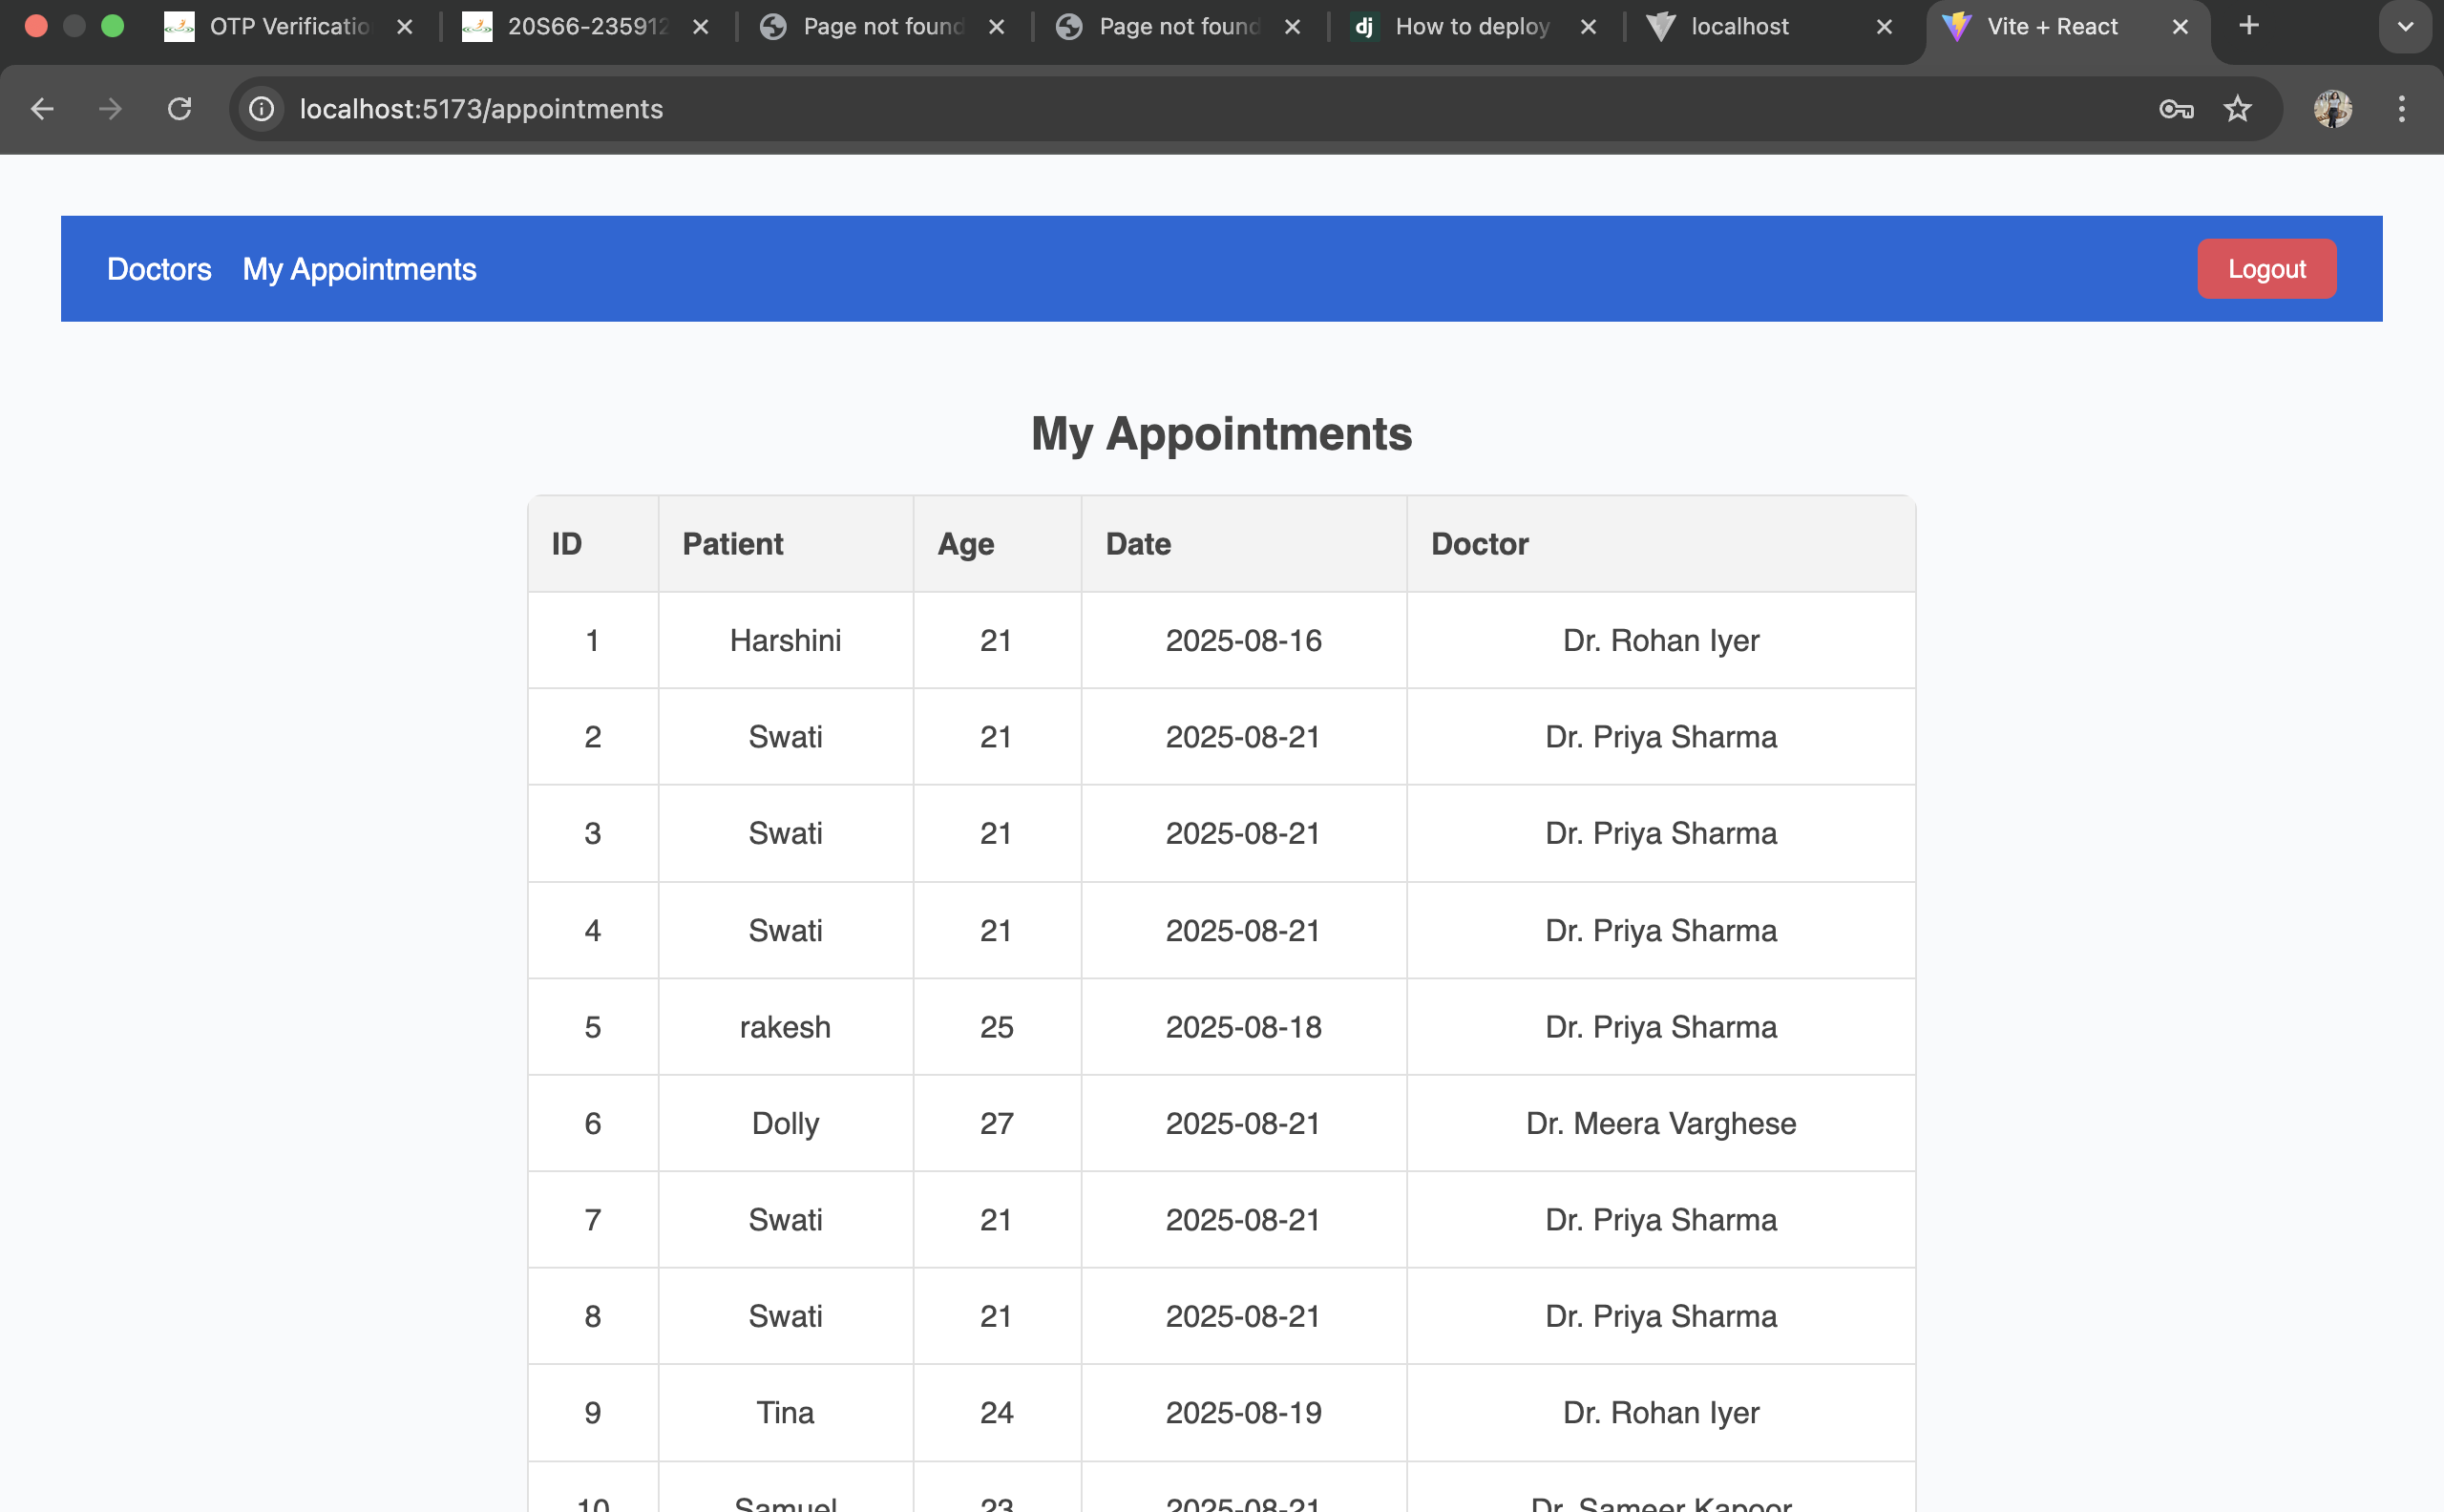 OTP Verificatio 20S66-235912 Page not found Page not found How to deploy localhost Vite + React
localhost:5173/appointments
Doctors My Appointments Logout
My Appointments
ID Patient Age Date Doctor
1 Harshini 21 2025-08-16 Dr. Rohan Iyer
2 Swati 21 2025-08-21 Dr. Priya Sharma
3 Swati 21 2025-08-21 Dr. Priya Sharma
4 Swati 21 2025-08-21 Dr. Priya Sharma
5 rakesh 25 2025-08-18 Dr. Priya Sharma
6 Dolly 27 2025-08-21 Dr. Meera Varghese
7 Swati 21 2025-08-21 Dr. Priya Sharma
8 Swati 21 2025-08-21 Dr. Priya Sharma
9 Tina 24 2025-08-19 Dr. Rohan Iyer
10 Samuel 23 2025-08-21 Dr. Sameer Kapoor